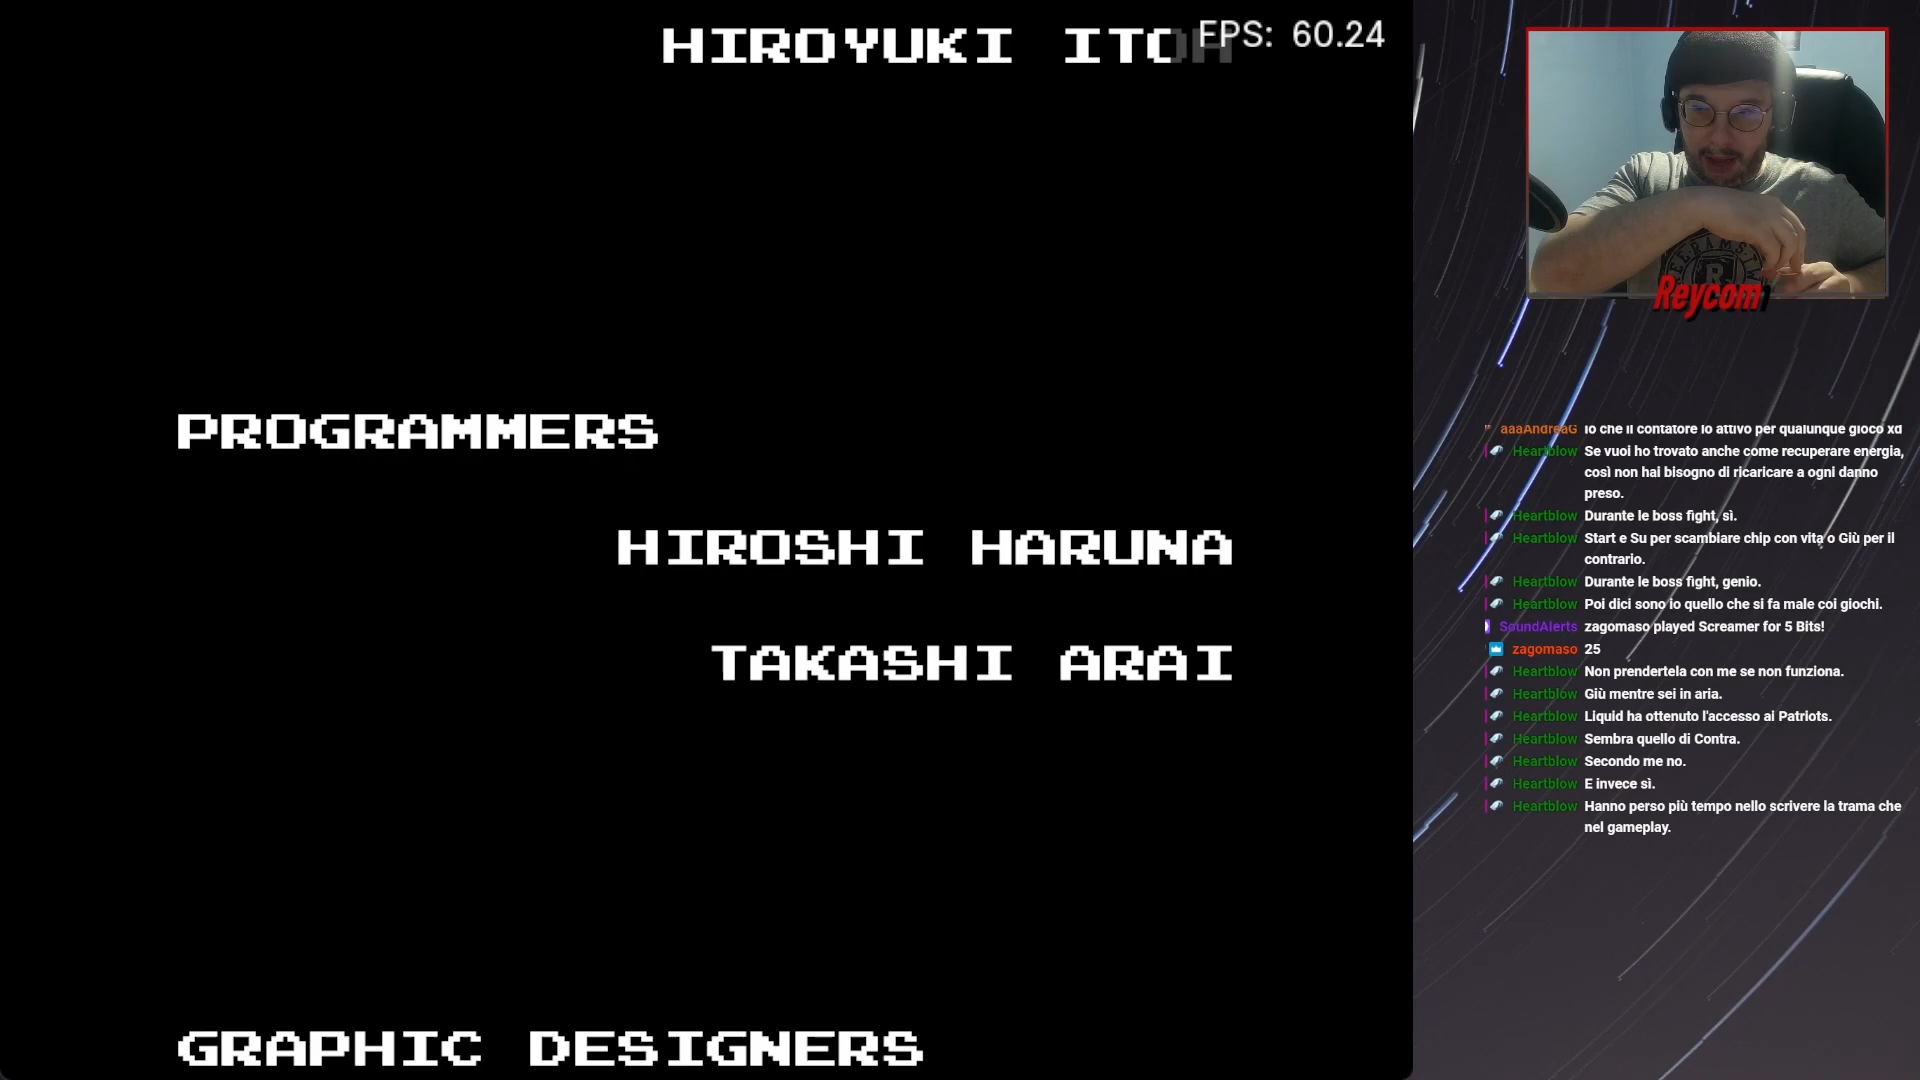 HIROYUKI ITOH
FPS: 60.24
PROGRAMMERS
HIROSHI HARUNA
TAKASHI ARAI
GRAPHIC DESIGNERS
R
Reycom
aaaAndreaG Io che il contatore lo attivo per qualunque gioco xd
Heartblow Se vuoi ho trovato anche come recuperare energia,
così non hai bisogno di ricaricare a ogni danno
preso.
Heartblow Durante le boss fight, sì.
Heartblow Start e Su per scambiare chip con vita o Giù per il
contrario.
Heartblow Durante le boss fight, genio.
Heartblow Poi dici sono io quello che si fa male coi giochi.
SoundAlerts zagomaso played Screamer for 5 Bits!
zagomaso 25
Heartblow Non prendertela con me se non funziona.
Heartblow Giù mentre sei in aria.
Heartblow Liquid ha ottenuto l'accesso ai Patriots.
Heartblow Sembra quello di Contra.
Heartblow Secondo me no.
Heartblow E invece sì.
Heartblow Hanno perso più tempo nello scrivere la trama che
nel gameplay.